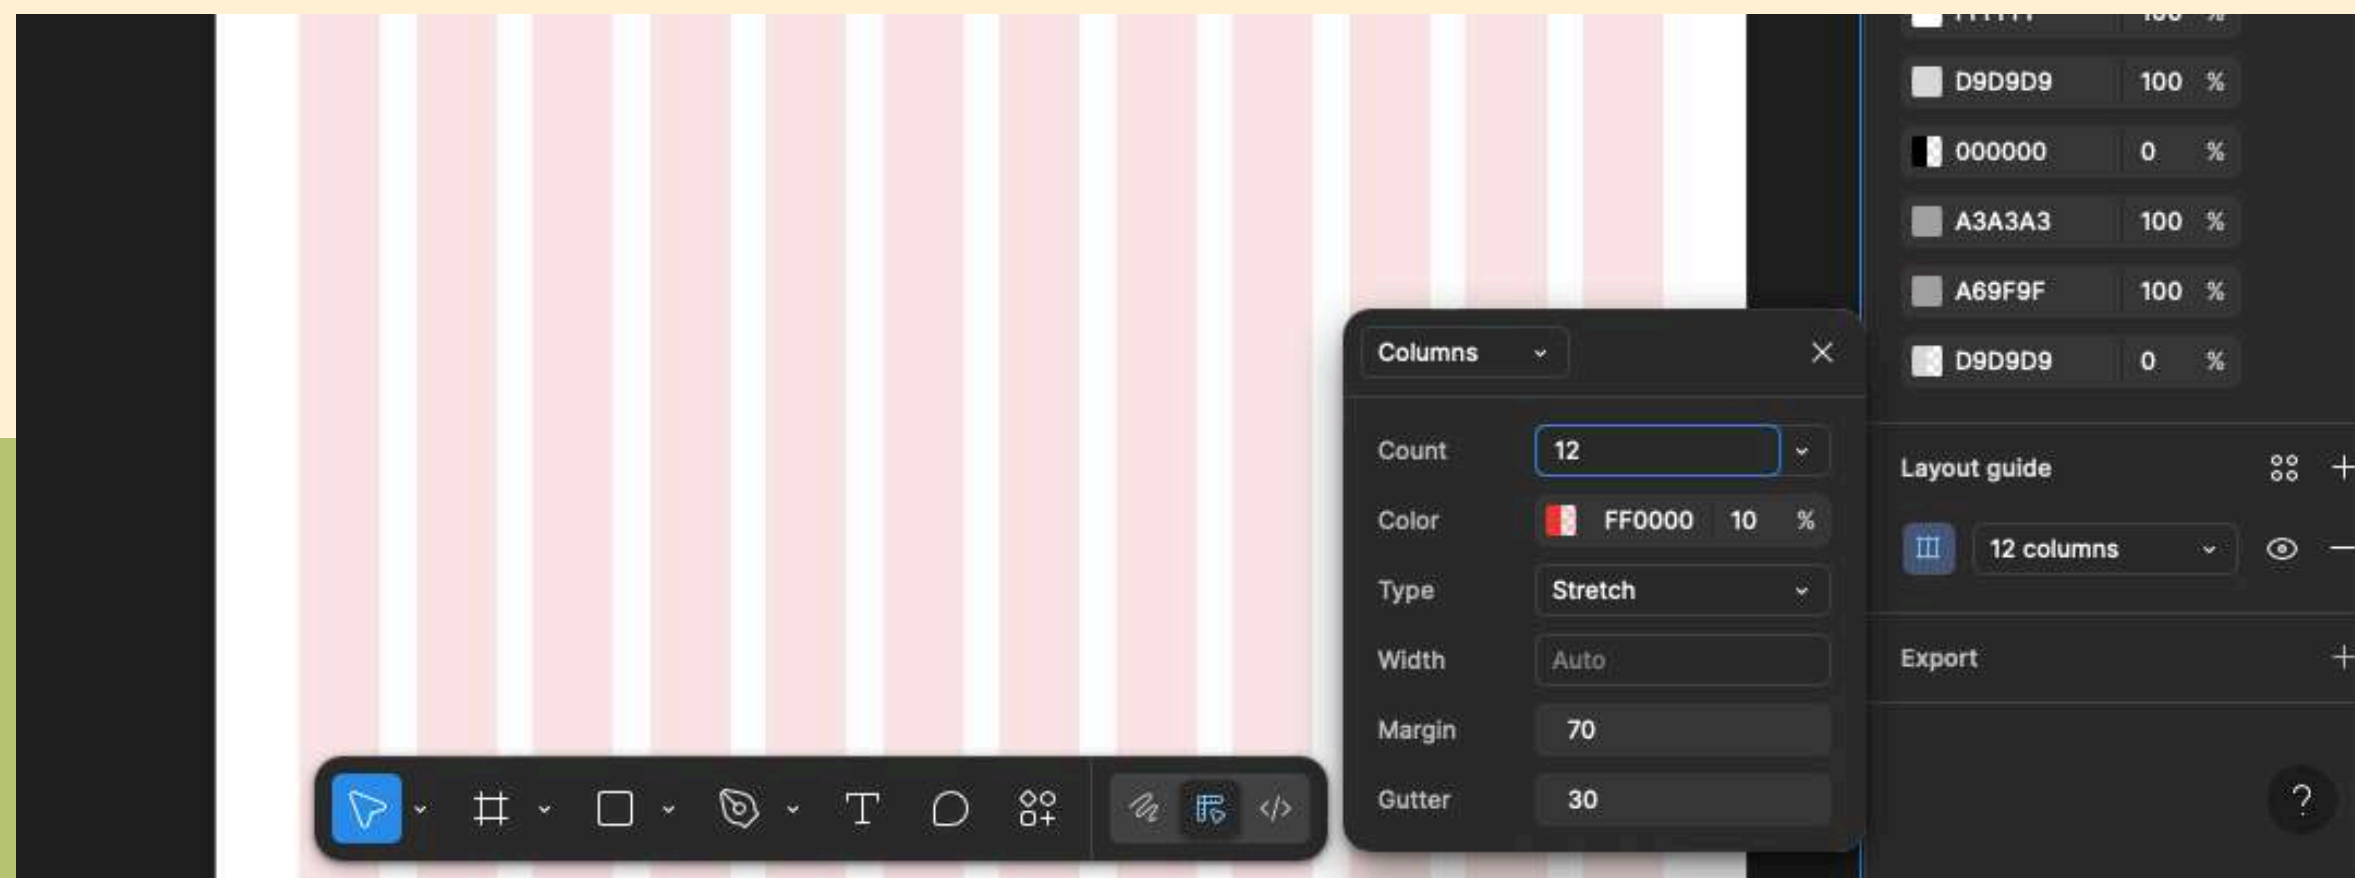 D9D9D9 100 %
000000 0 %
A3A3A3 100 %
A69F9F 100 %
D9D9D9 0 %
Columns
Count 12
Color FF0000 10 %
Type Stretch
Width Auto
Margin 70
Gutter 30
Layout guide
12 columns
Export
?
T
</>